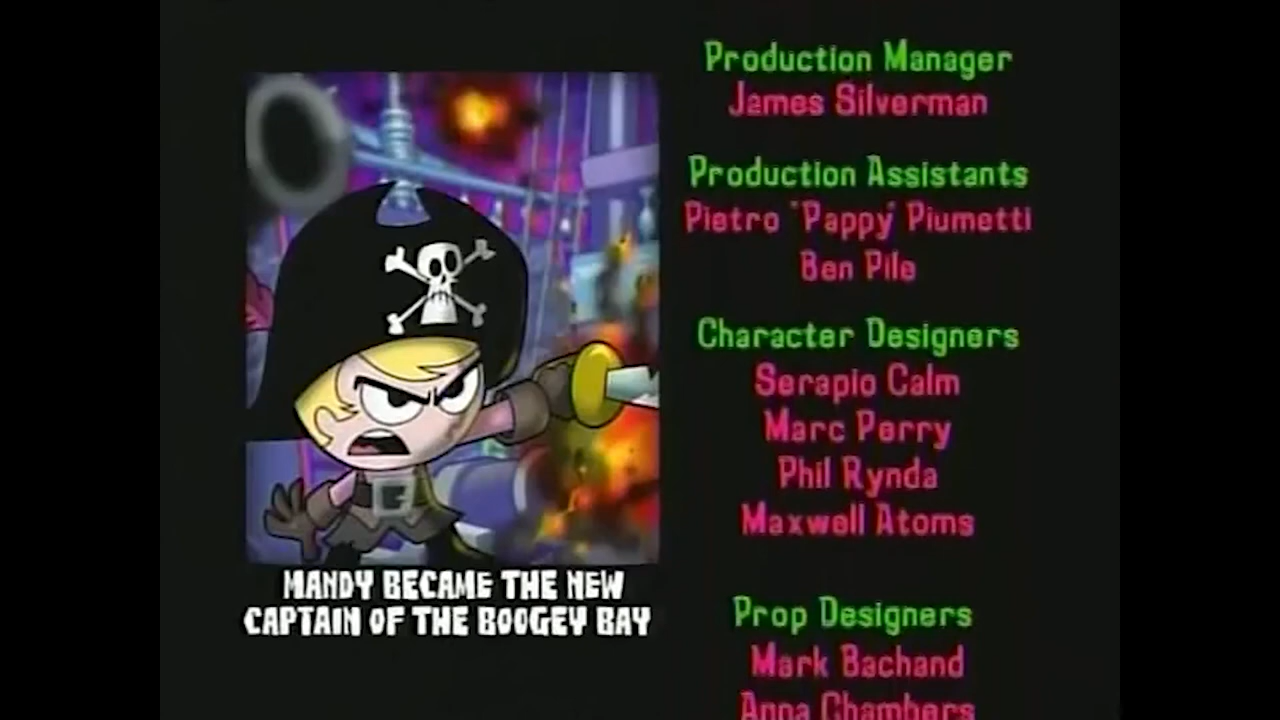 MANDY BECAME THE NEW
CAPTAIN OF THE BOOGEY BAY
Production Manager
James Silverman
Production Assistants
Pietro "Pappy" Piumetti
Ben Pile
Character Designers
Serapio Calm
Marc Perry
Phil Rynda
Maxwell Atoms
Prop Designers
Mark Bachand
Anna Chambers